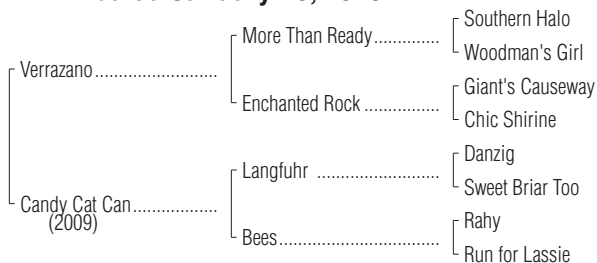 Southern Halo
More Than Ready
Woodman's Girl
Verrazano
Giant's Causeway
Enchanted Rock
Chic Shirine
Danzig
Langfuhr
Sweet Briar Too
Candy Cat Can
(2009)
Rahy
Bees
Run for Lassie